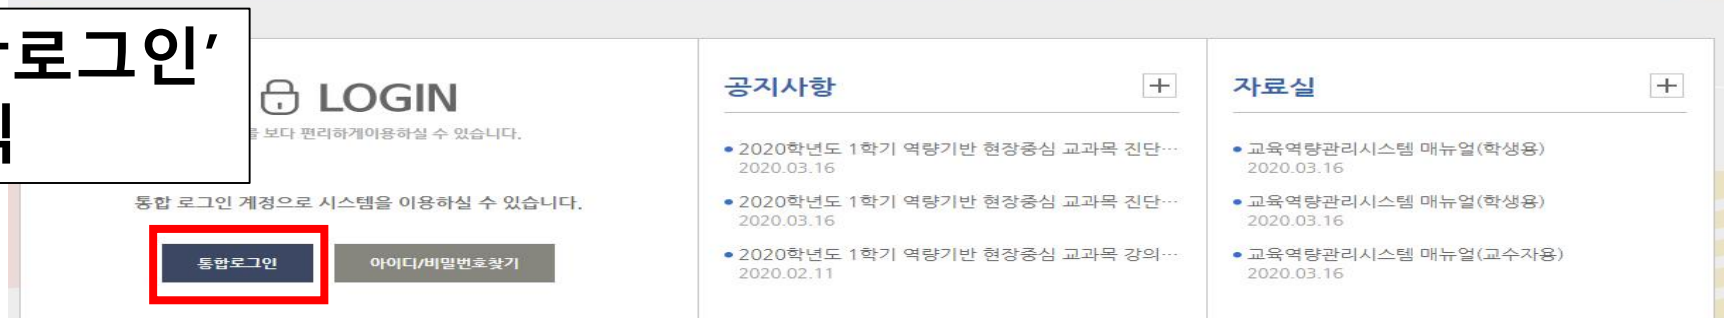 로그인’
LOGIN
보다 편리하게이용하실 수 있습니다.
통합 로그인 계정으로 시스템을 이용하실 수 있습니다.
통합로그인
아이디/비밀번호찾기
공지사항
2020학년도 1학기 역량기반 현장중심 교과목 진단…
2020.03.16
2020학년도 1학기 역량기반 현장중심 교과목 진단…
2020.03.16
2020학년도 1학기 역량기반 현장중심 교과목 강의…
2020.02.11
자료실
교육역량관리시스템 매뉴얼(학생용)
2020.03.16
교육역량관리시스템 매뉴얼(학생용)
2020.03.16
교육역량관리시스템 매뉴얼(교수자용)
2020.03.16